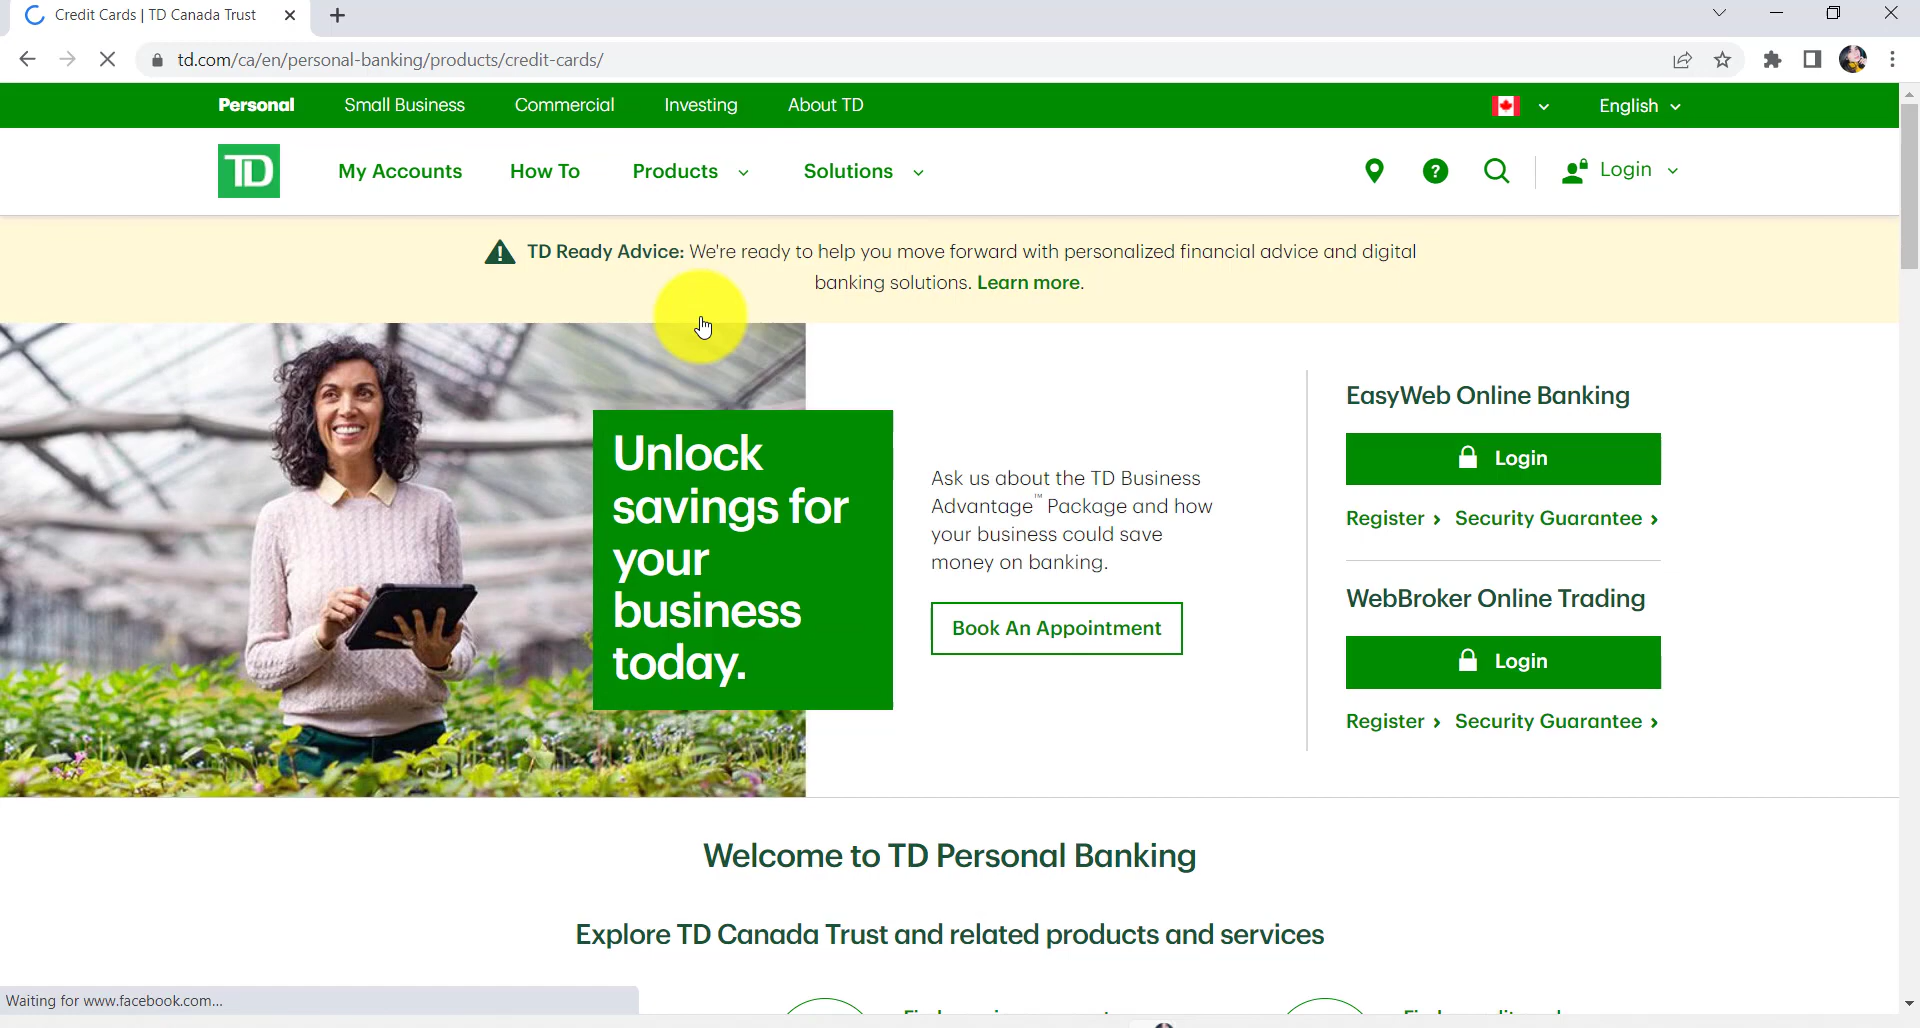 Credit Cards | TD Canada Trust
td.com/ca/en/personal-banking/products/credit-cards/
Personal Small Business Commercial Investing About TD English
TD My Accounts How To Products Solutions ? Login
TD Ready Advice: We're ready to help you move forward with personalized financial advice and digital
banking solutions. Learn more.
Unlock
savings for
your
business
today.
Ask us about the TD Business
Advantage™ Package and how
your business could save
money on banking.
Book An Appointment
EasyWeb Online Banking
Login
Register › Security Guarantee ›
WebBroker Online Trading
Login
Register › Security Guarantee ›
Welcome to TD Personal Banking
Explore TD Canada Trust and related products and services
Waiting for www.facebook.com...